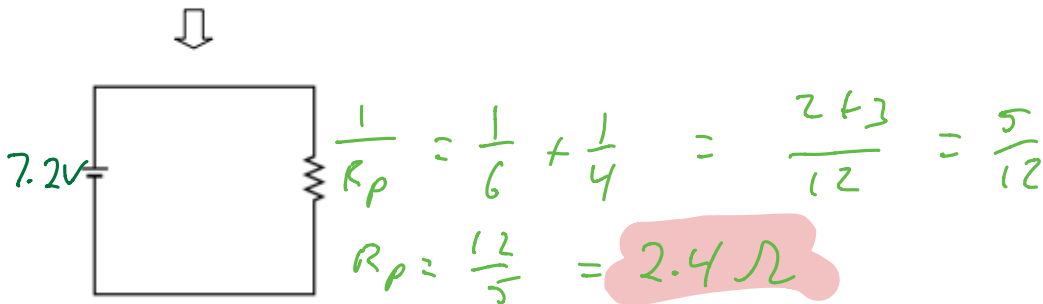 7.2V
1/Rp = 1/6 + 1/4 = 2+3/12 = 5/12
Rp = 12/5 = 2.4 Ω